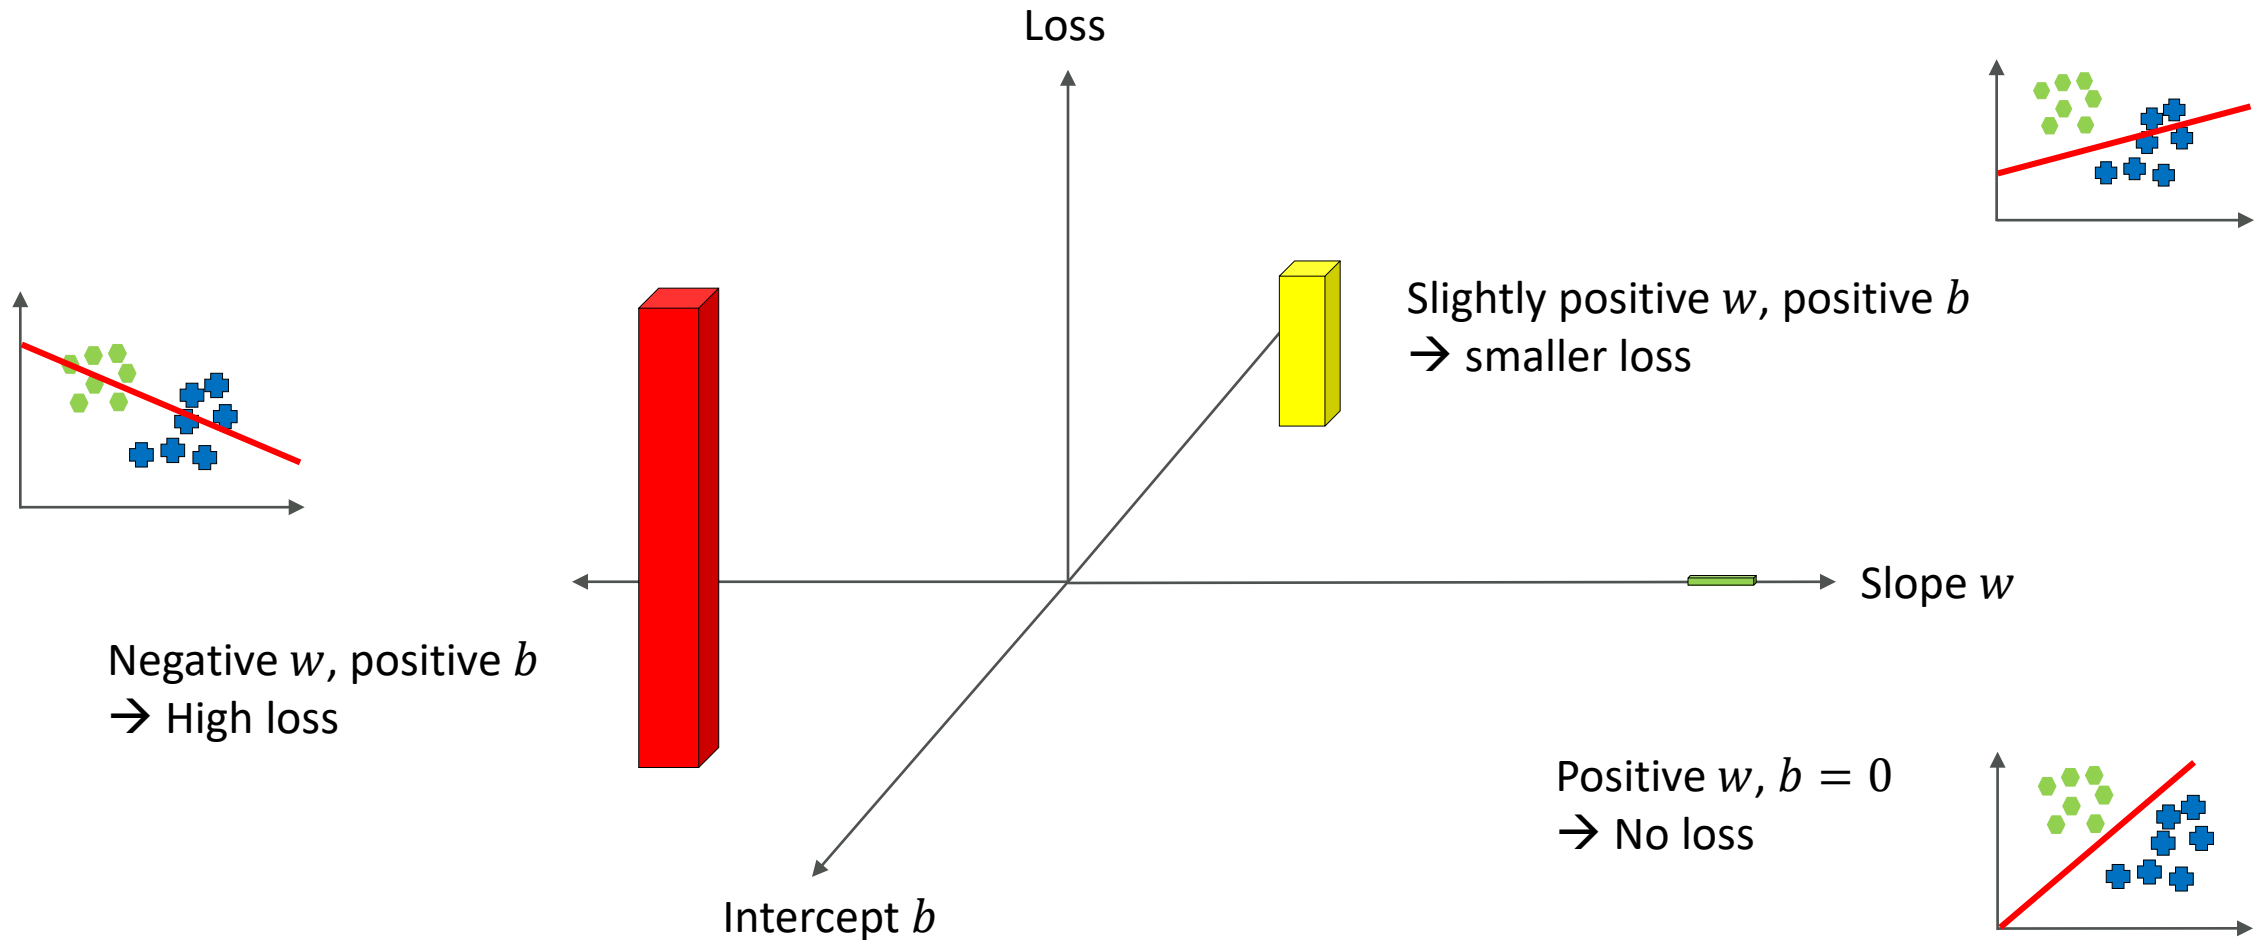 Loss
Slightly positive w, positive b
→ smaller loss
Slope w
Negative w, positive b
→ High loss
Positive w, b = 0
→ No loss
Intercept b